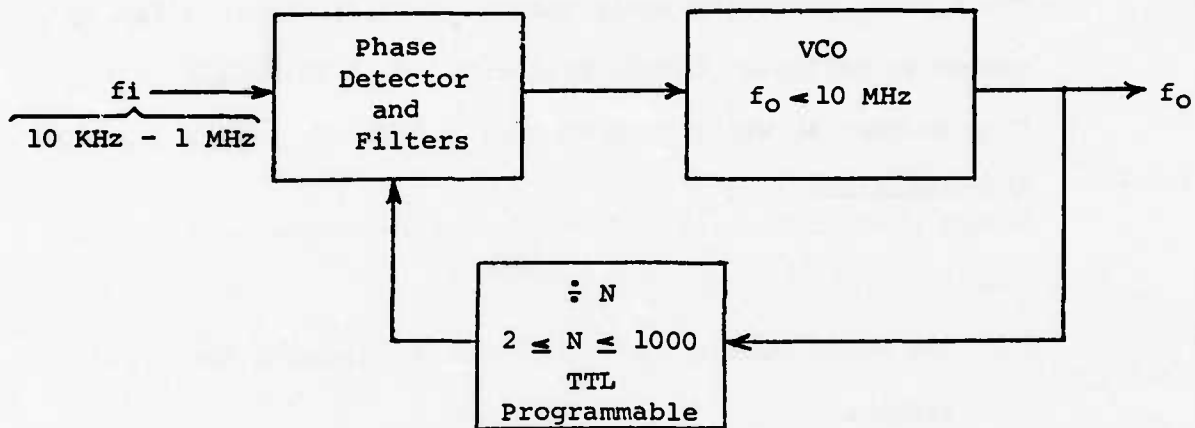 Phase
Detector
and
Filters
fi
10 KHz - 1 MHz
VCO
fo < 10 MHz
fo
÷ N
2 ≤ N ≤ 1000
TTL
Programmable